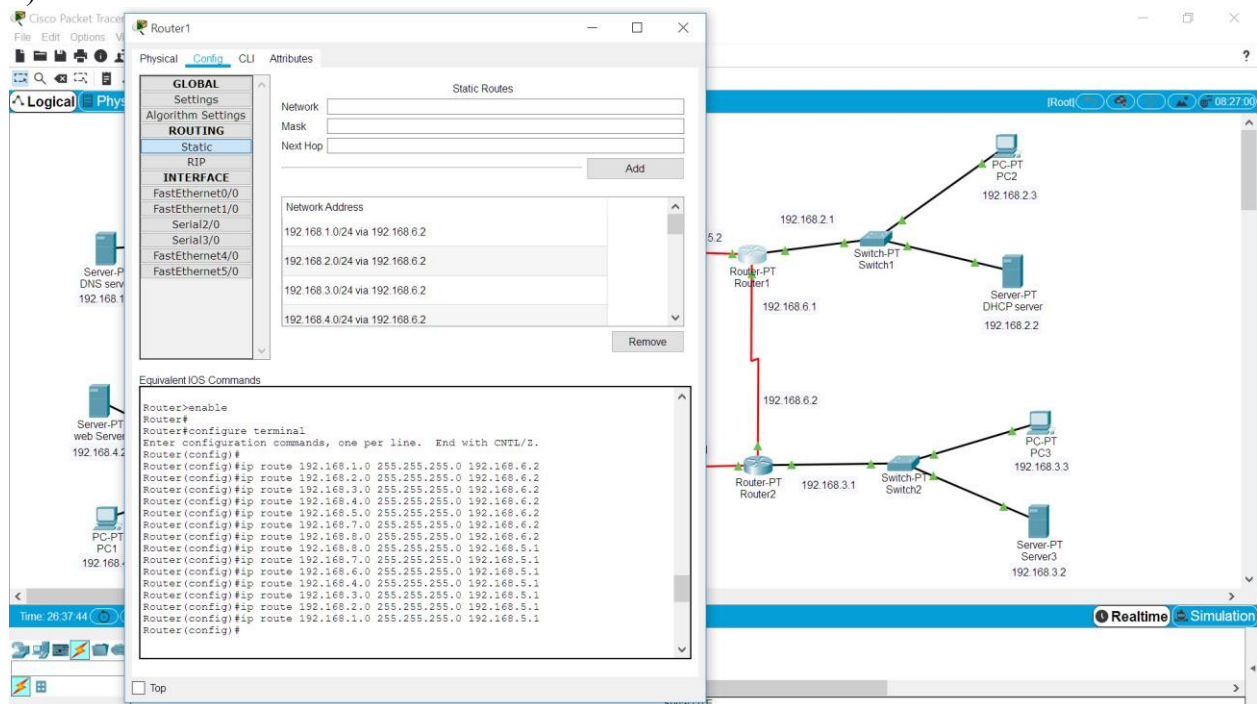 Cisco Packet Tracer
File Edit Options
Logical
[Root]
08:27:00
?
Router1
Physical Config CLI Attributes
GLOBAL
Settings
Algorithm Settings
ROUTING
Static
RIP
INTERFACE
FastEthernet0/0
FastEthernet1/0
Serial2/0
Serial3/0
FastEthernet4/0
FastEthernet5/0
Static Routes
Network
Mask
Next Hop
Add
Network Address
192.168.1.0/24 via 192.168.6.2
192.168.2.0/24 via 192.168.6.2
192.168.3.0/24 via 192.168.6.2
192.168.4.0/24 via 192.168.6.2
Remove
Equivalent IOS Commands
Router>enable
Router#
Router#configure terminal
Enter configuration commands, one per line. End with CNTL/Z.
Router(config)#
Router(config)#ip route 192.168.1.0 255.255.255.0 192.168.6.2
Router(config)#ip route 192.168.2.0 255.255.255.0 192.168.6.2
Router(config)#ip route 192.168.3.0 255.255.255.0 192.168.6.2
Router(config)#ip route 192.168.4.0 255.255.255.0 192.168.6.2
Router(config)#ip route 192.168.5.0 255.255.255.0 192.168.6.2
Router(config)#ip route 192.168.7.0 255.255.255.0 192.168.6.2
Router(config)#ip route 192.168.8.0 255.255.255.0 192.168.6.2
Router(config)#ip route 192.168.8.0 255.255.255.0 192.168.5.1
Router(config)#ip route 192.168.7.0 255.255.255.0 192.168.5.1
Router(config)#ip route 192.168.6.0 255.255.255.0 192.168.5.1
Router(config)#ip route 192.168.4.0 255.255.255.0 192.168.5.1
Router(config)#ip route 192.168.3.0 255.255.255.0 192.168.5.1
Router(config)#ip route 192.168.2.0 255.255.255.0 192.168.5.1
Router(config)#ip route 192.168.1.0 255.255.255.0 192.168.5.1
Router(config)#
Top
Server-P
DNS serv
192.168.1
Server-PT
web Server
192.168.4.2
PC-PT
PC1
192.168.
5.2
Router-PT
Router1
192.168.2.1
Switch-PT
Switch1
PC-PT
PC2
192.168.2.3
Server-PT
DHCP server
192.168.2.2
192.168.6.1
192.168.6.2
Router-PT
Router2
192.168.3.1
Switch-PT
Switch2
PC-PT
PC3
192.168.3.3
Server-PT
Server3
192.168.3.2
Time: 26:37:44
Realtime
Simulation